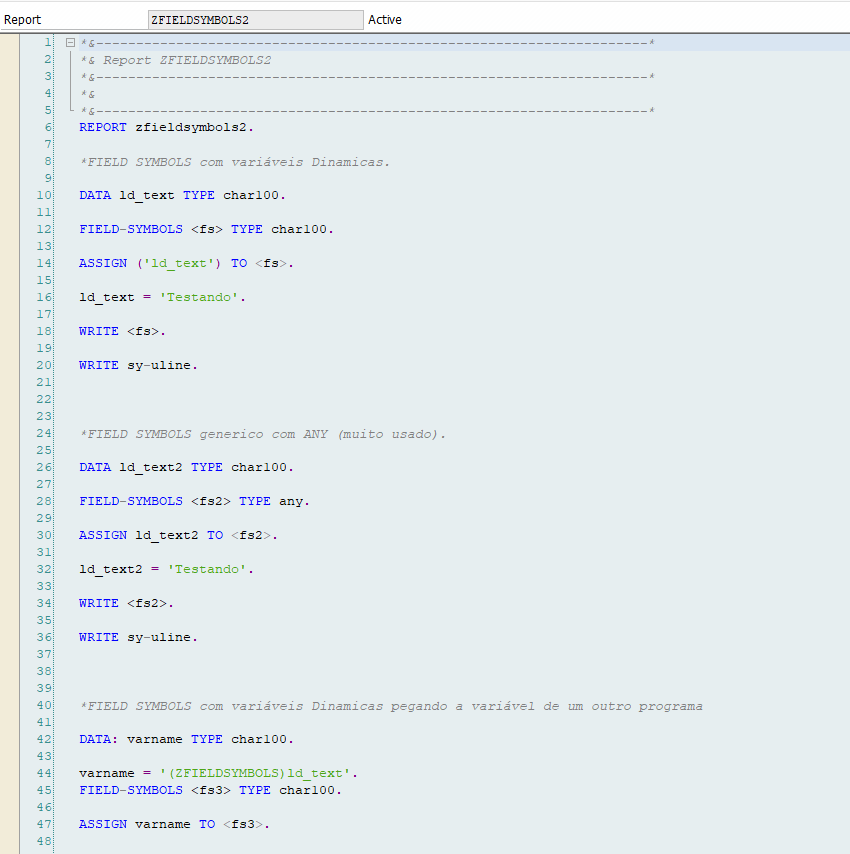 Report ZFIELDSYMBOLS2 Active
1 *&---------------------------------------------------------------------*
2 *& Report ZFIELDSYMBOLS2
3 *&---------------------------------------------------------------------*
4 *&
5 *&---------------------------------------------------------------------*
6 REPORT zfieldsymbols2.
7
8 *FIELD SYMBOLS com variáveis Dinamicas.
9
10 DATA ld_text TYPE char100.
11
12 FIELD-SYMBOLS <fs> TYPE char100.
13
14 ASSIGN ('ld_text') TO <fs>.
15
16 ld_text = 'Testando'.
17
18 WRITE <fs>.
19
20 WRITE sy-uline.
21
22
23
24 *FIELD SYMBOLS generico com ANY (muito usado).
25
26 DATA ld_text2 TYPE char100.
27
28 FIELD-SYMBOLS <fs2> TYPE any.
29
30 ASSIGN ld_text2 TO <fs2>.
31
32 ld_text2 = 'Testando'.
33
34 WRITE <fs2>.
35
36 WRITE sy-uline.
37
38
39
40 *FIELD SYMBOLS com variáveis Dinamicas pegando a variável de um outro programa
41
42 DATA: varname TYPE char100.
43
44 varname = '(ZFIELDSYMBOLS)ld_text'.
45 FIELD-SYMBOLS <fs3> TYPE char100.
46
47 ASSIGN varname TO <fs3>.
48